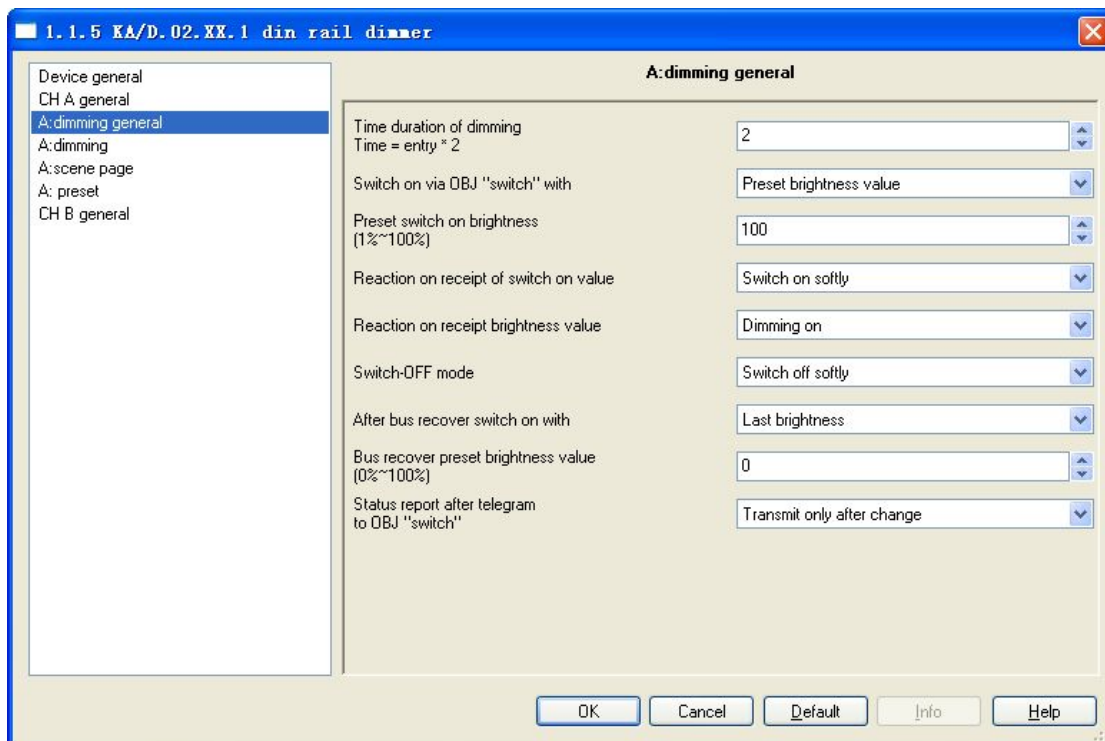 1.1.5 KA/D.02.XX.1 din rail dimmer
Device general
CH A general
A:dimming general
A:dimming
A:scene page
A: preset
CH B general
A:dimming general
Time duration of dimming
Time = entry * 2
2
Switch on via OBJ "switch" with
Preset brightness value
Preset switch on brightness
(1%~100%)
100
Reaction on receipt of switch on value
Switch on softly
Reaction on receipt brightness value
Dimming on
Switch-OFF mode
Switch off softly
After bus recover switch on with
Last brightness
Bus recover preset brightness value
(0%~100%)
0
Status report after telegram
to OBJ "switch"
Transmit only after change
OK
Cancel
Default
Info
Help